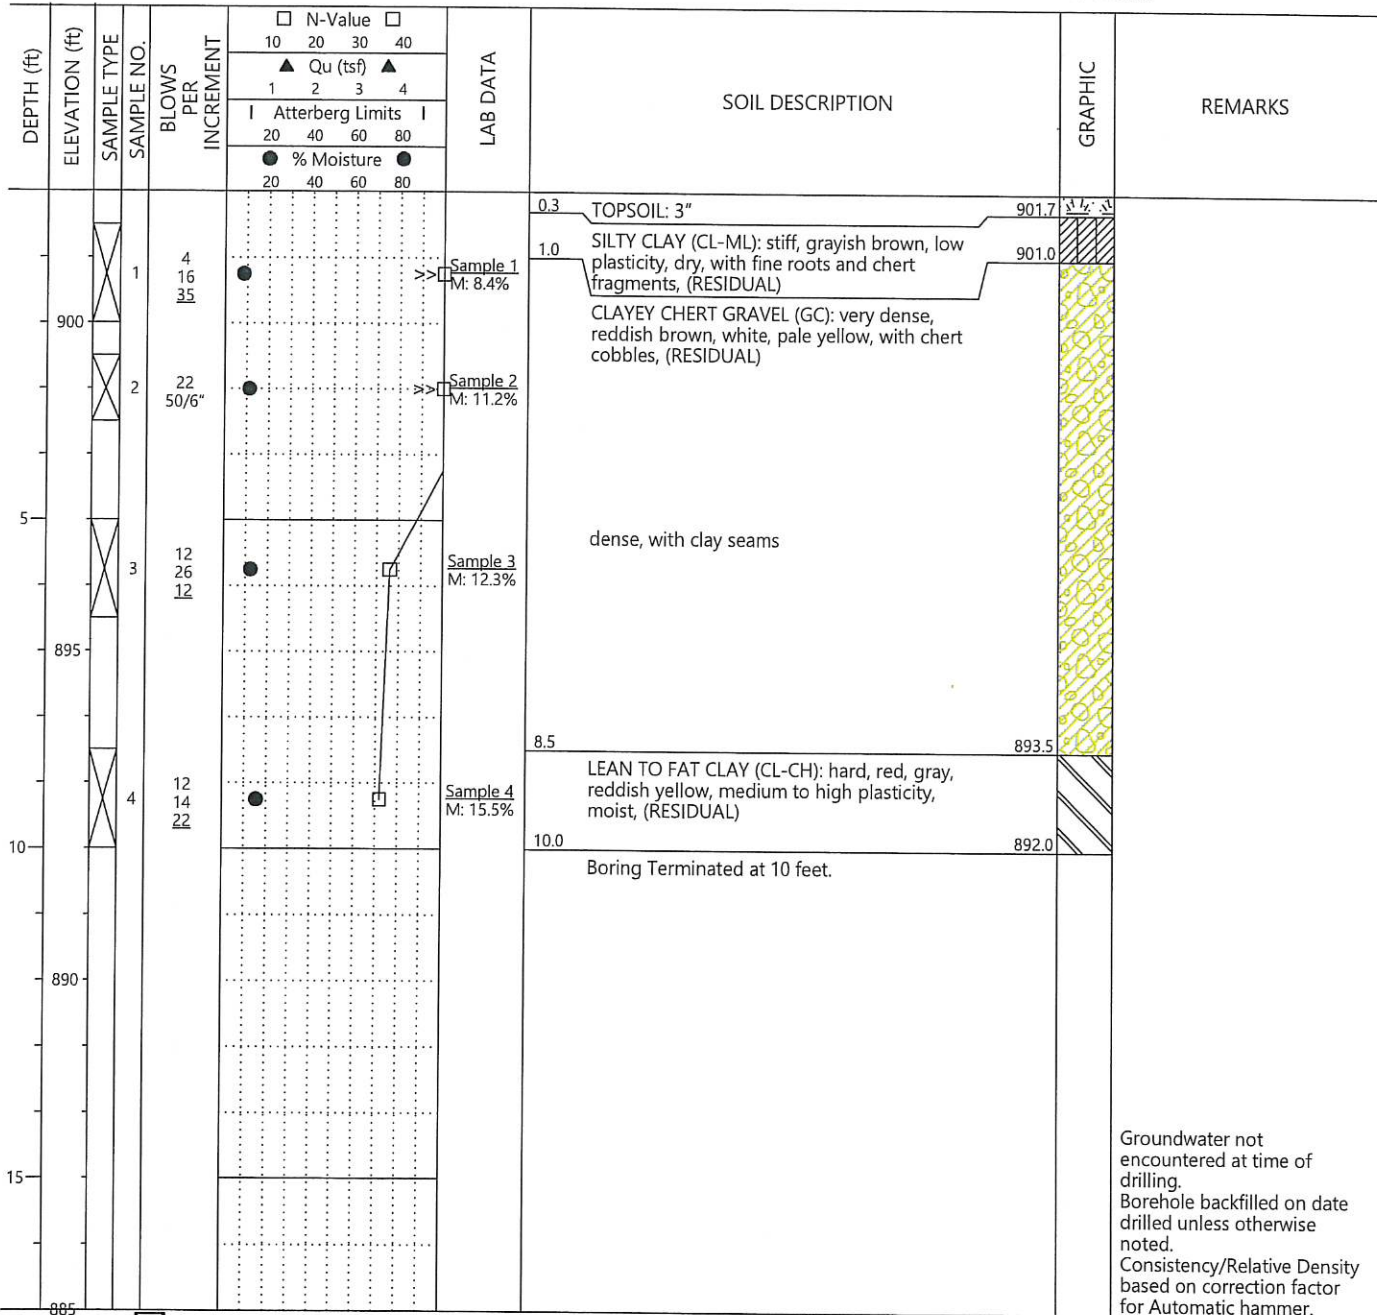 DEPTH (ft)
ELEVATION (ft)
SAMPLE TYPE
SAMPLE NO.
BLOWS
PER
INCREMENT
□ N-Value □
10 20 30 40
▲ Qu (tsf) ▲
1 2 3 4
Atterberg Limits
20 40 60 80
● % Moisture ●
20 40 60 80
LAB DATA
SOIL DESCRIPTION
GRAPHIC
REMARKS
0.3 TOPSOIL: 3" 901.7
1.0 SILTY CLAY (CL-ML): stiff, grayish brown, low 901.0
plasticity, dry, with fine roots and chert
fragments, (RESIDUAL)
1
4
16
35
>>
Sample 1
M: 8.4%
900
CLAYEY CHERT GRAVEL (GC): very dense,
reddish brown, white, pale yellow, with chert
cobbles, (RESIDUAL)
2
22
50/6"
>>
Sample 2
M: 11.2%
5
dense, with clay seams
3
12
26
12
Sample 3
M: 12.3%
895
8.5 893.5
LEAN TO FAT CLAY (CL-CH): hard, red, gray,
reddish yellow, medium to high plasticity,
moist, (RESIDUAL)
4
12
14
22
Sample 4
M: 15.5%
10
10.0 892.0
Boring Terminated at 10 feet.
890
15
Groundwater not
encountered at time of
drilling.
Borehole backfilled on date
drilled unless otherwise
noted.
Consistency/Relative Density
based on correction factor
for Automatic hammer.
885